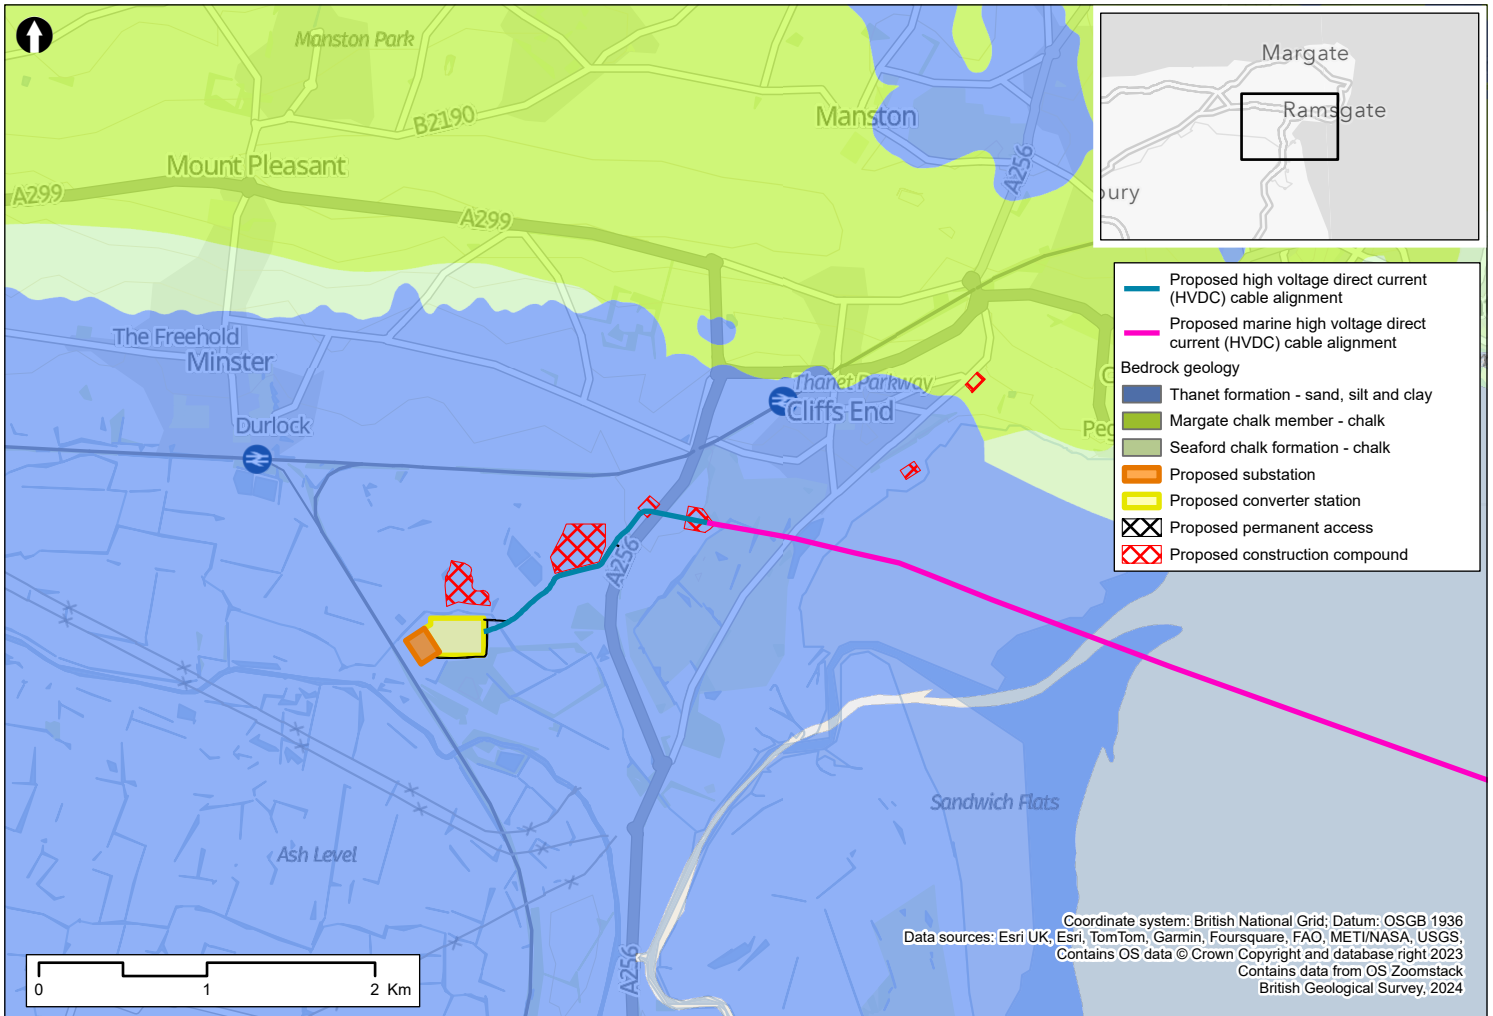 Manston Park
B2190
Manston
Mount Pleasant
A256
A299
A299
The Freehold
Minster
Thanet Parkway
Cliffs End
Durlock
A256
Sandwich Flats
Ash Level
A256
Margate
Ramsgate
bury
Proposed high voltage direct current
(HVDC) cable alignment
Proposed marine high voltage direct
current (HVDC) cable alignment
Bedrock geology
Thanet formation - sand, silt and clay
Margate chalk member - chalk
Seaford chalk formation - chalk
Proposed substation
Proposed converter station
Proposed permanent access
Proposed construction compound
0 1 2 Km
Coordinate system: British National Grid; Datum: OSGB 1936
Data sources: Esri UK, Esri, TomTom, Garmin, Foursquare, FAO, METI/NASA, USGS,
Contains OS data © Crown Copyright and database right 2023
Contains data from OS Zoomstack
British Geological Survey, 2024